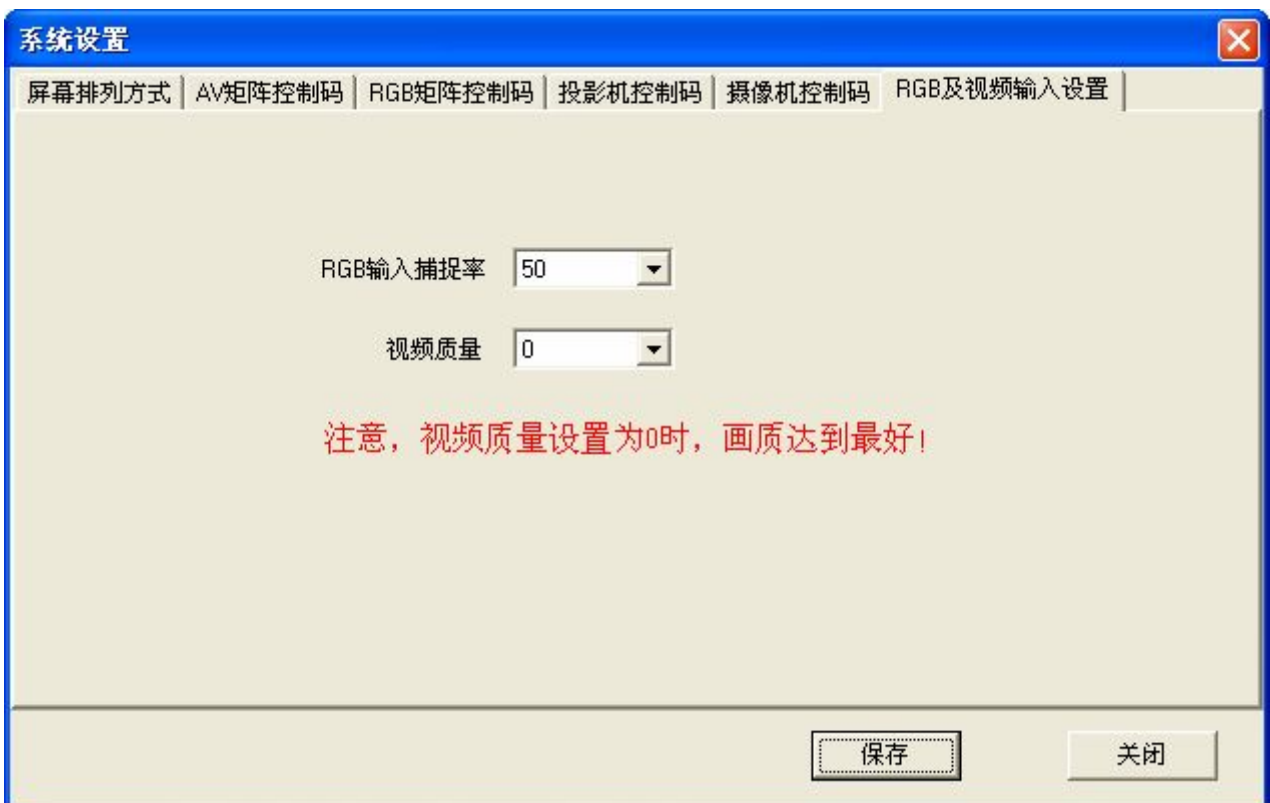 系统设置
屏幕排列方式 AV矩阵控制码 RGB矩阵控制码 投影机控制码 摄像机控制码 RGB及视频输入设置
RGB输入捕捉率 50
视频质量 0
注意，视频质量设置为0时，画质达到最好！
保存 关闭